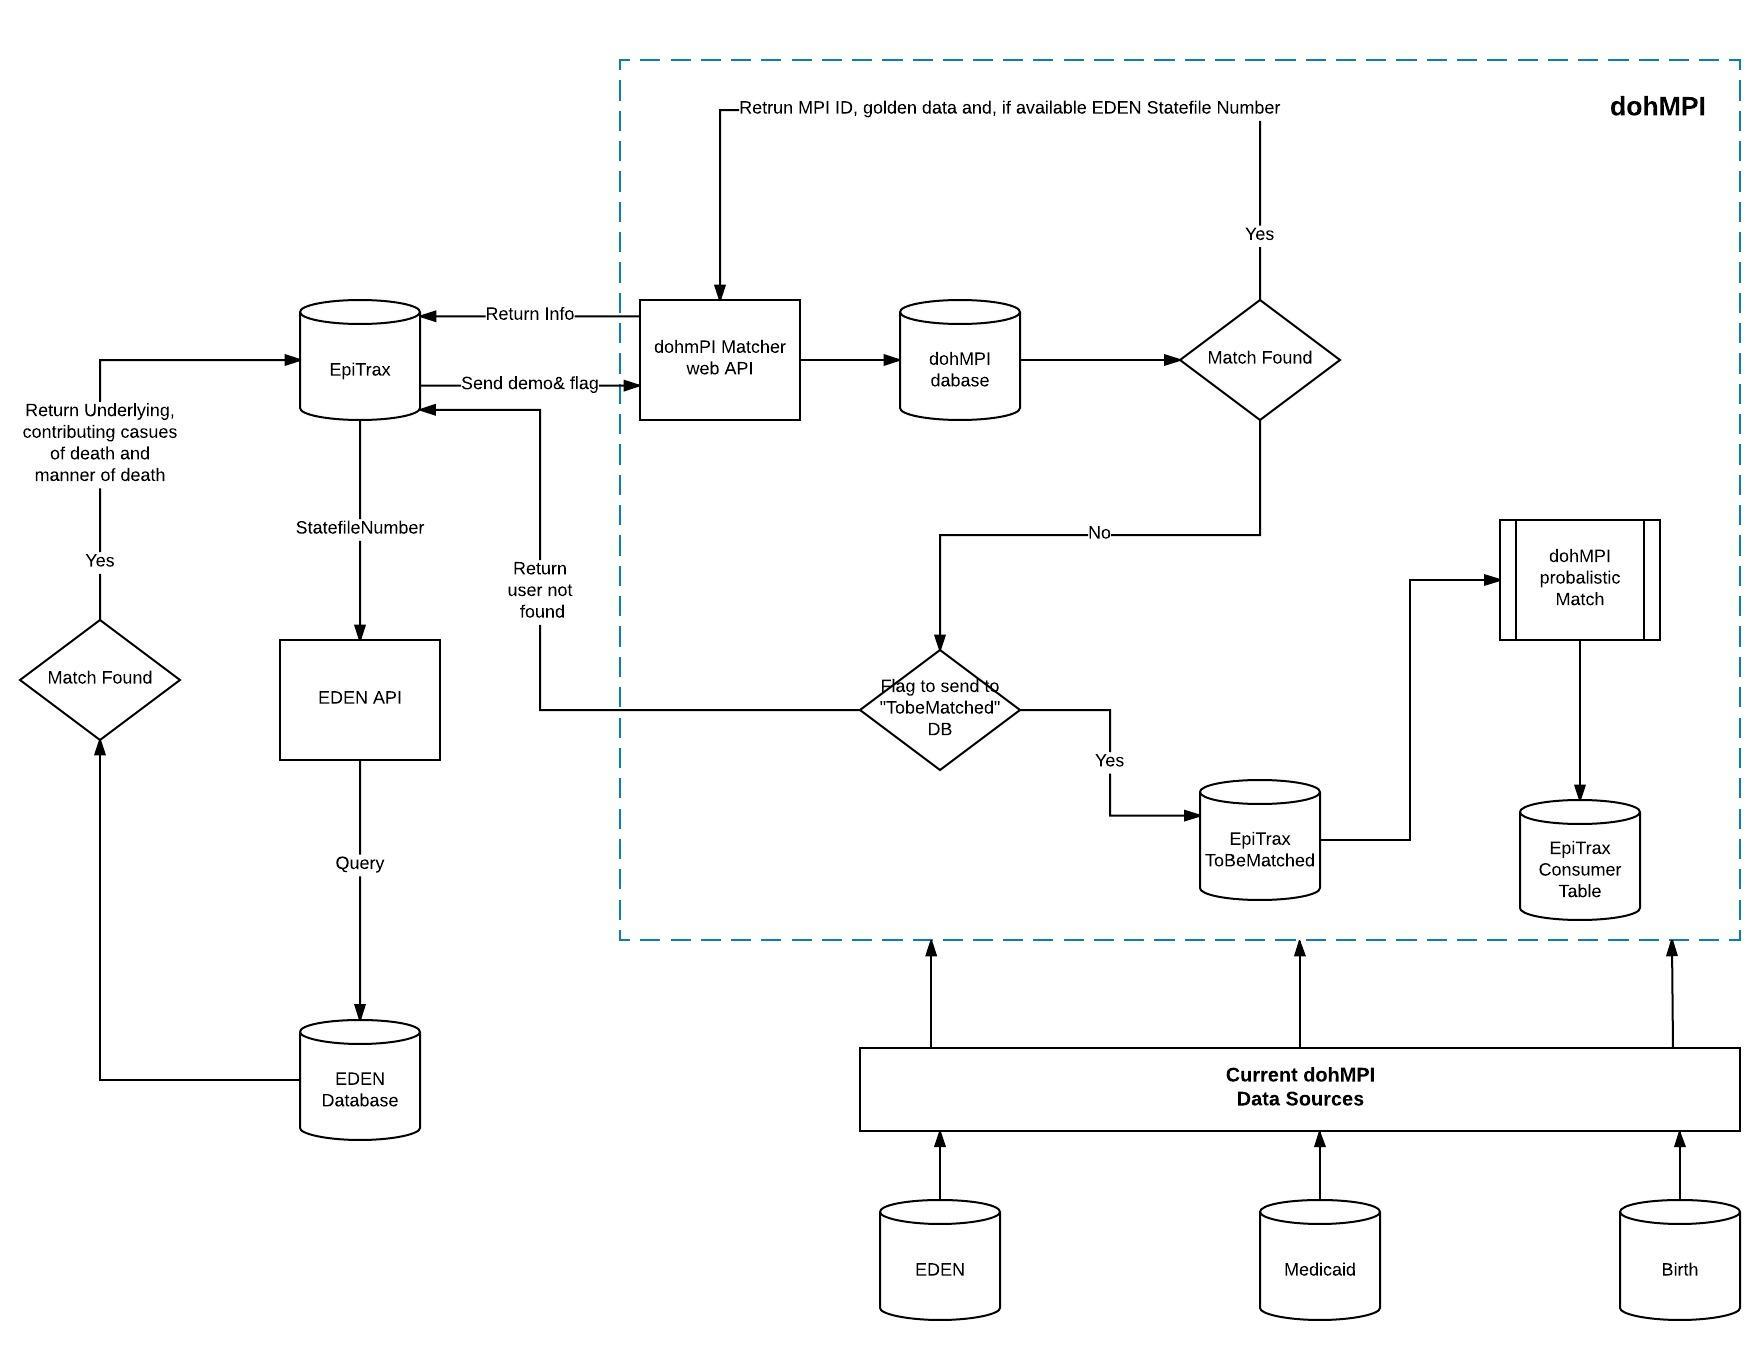 Retrun MPI ID, golden data and, if available EDEN Statefile Number
dohMPI
Yes
Return Info
EpiTrax
Send demo& flag
dohmPI Matcher
web API
dohMPI
dabase
Match Found
Return Underlying,
contributing casues
of death and
manner of death
Yes
StatefileNumber
Return
user not
found
No
dohMPI
probalistic
Match
Match Found
EDEN API
Flag to send to
"TobeMatched"
DB
Yes
EpiTrax
ToBeMatched
EpiTrax
Consumer
Table
Query
EDEN
Database
Current dohMPI
Data Sources
EDEN
Medicaid
Birth